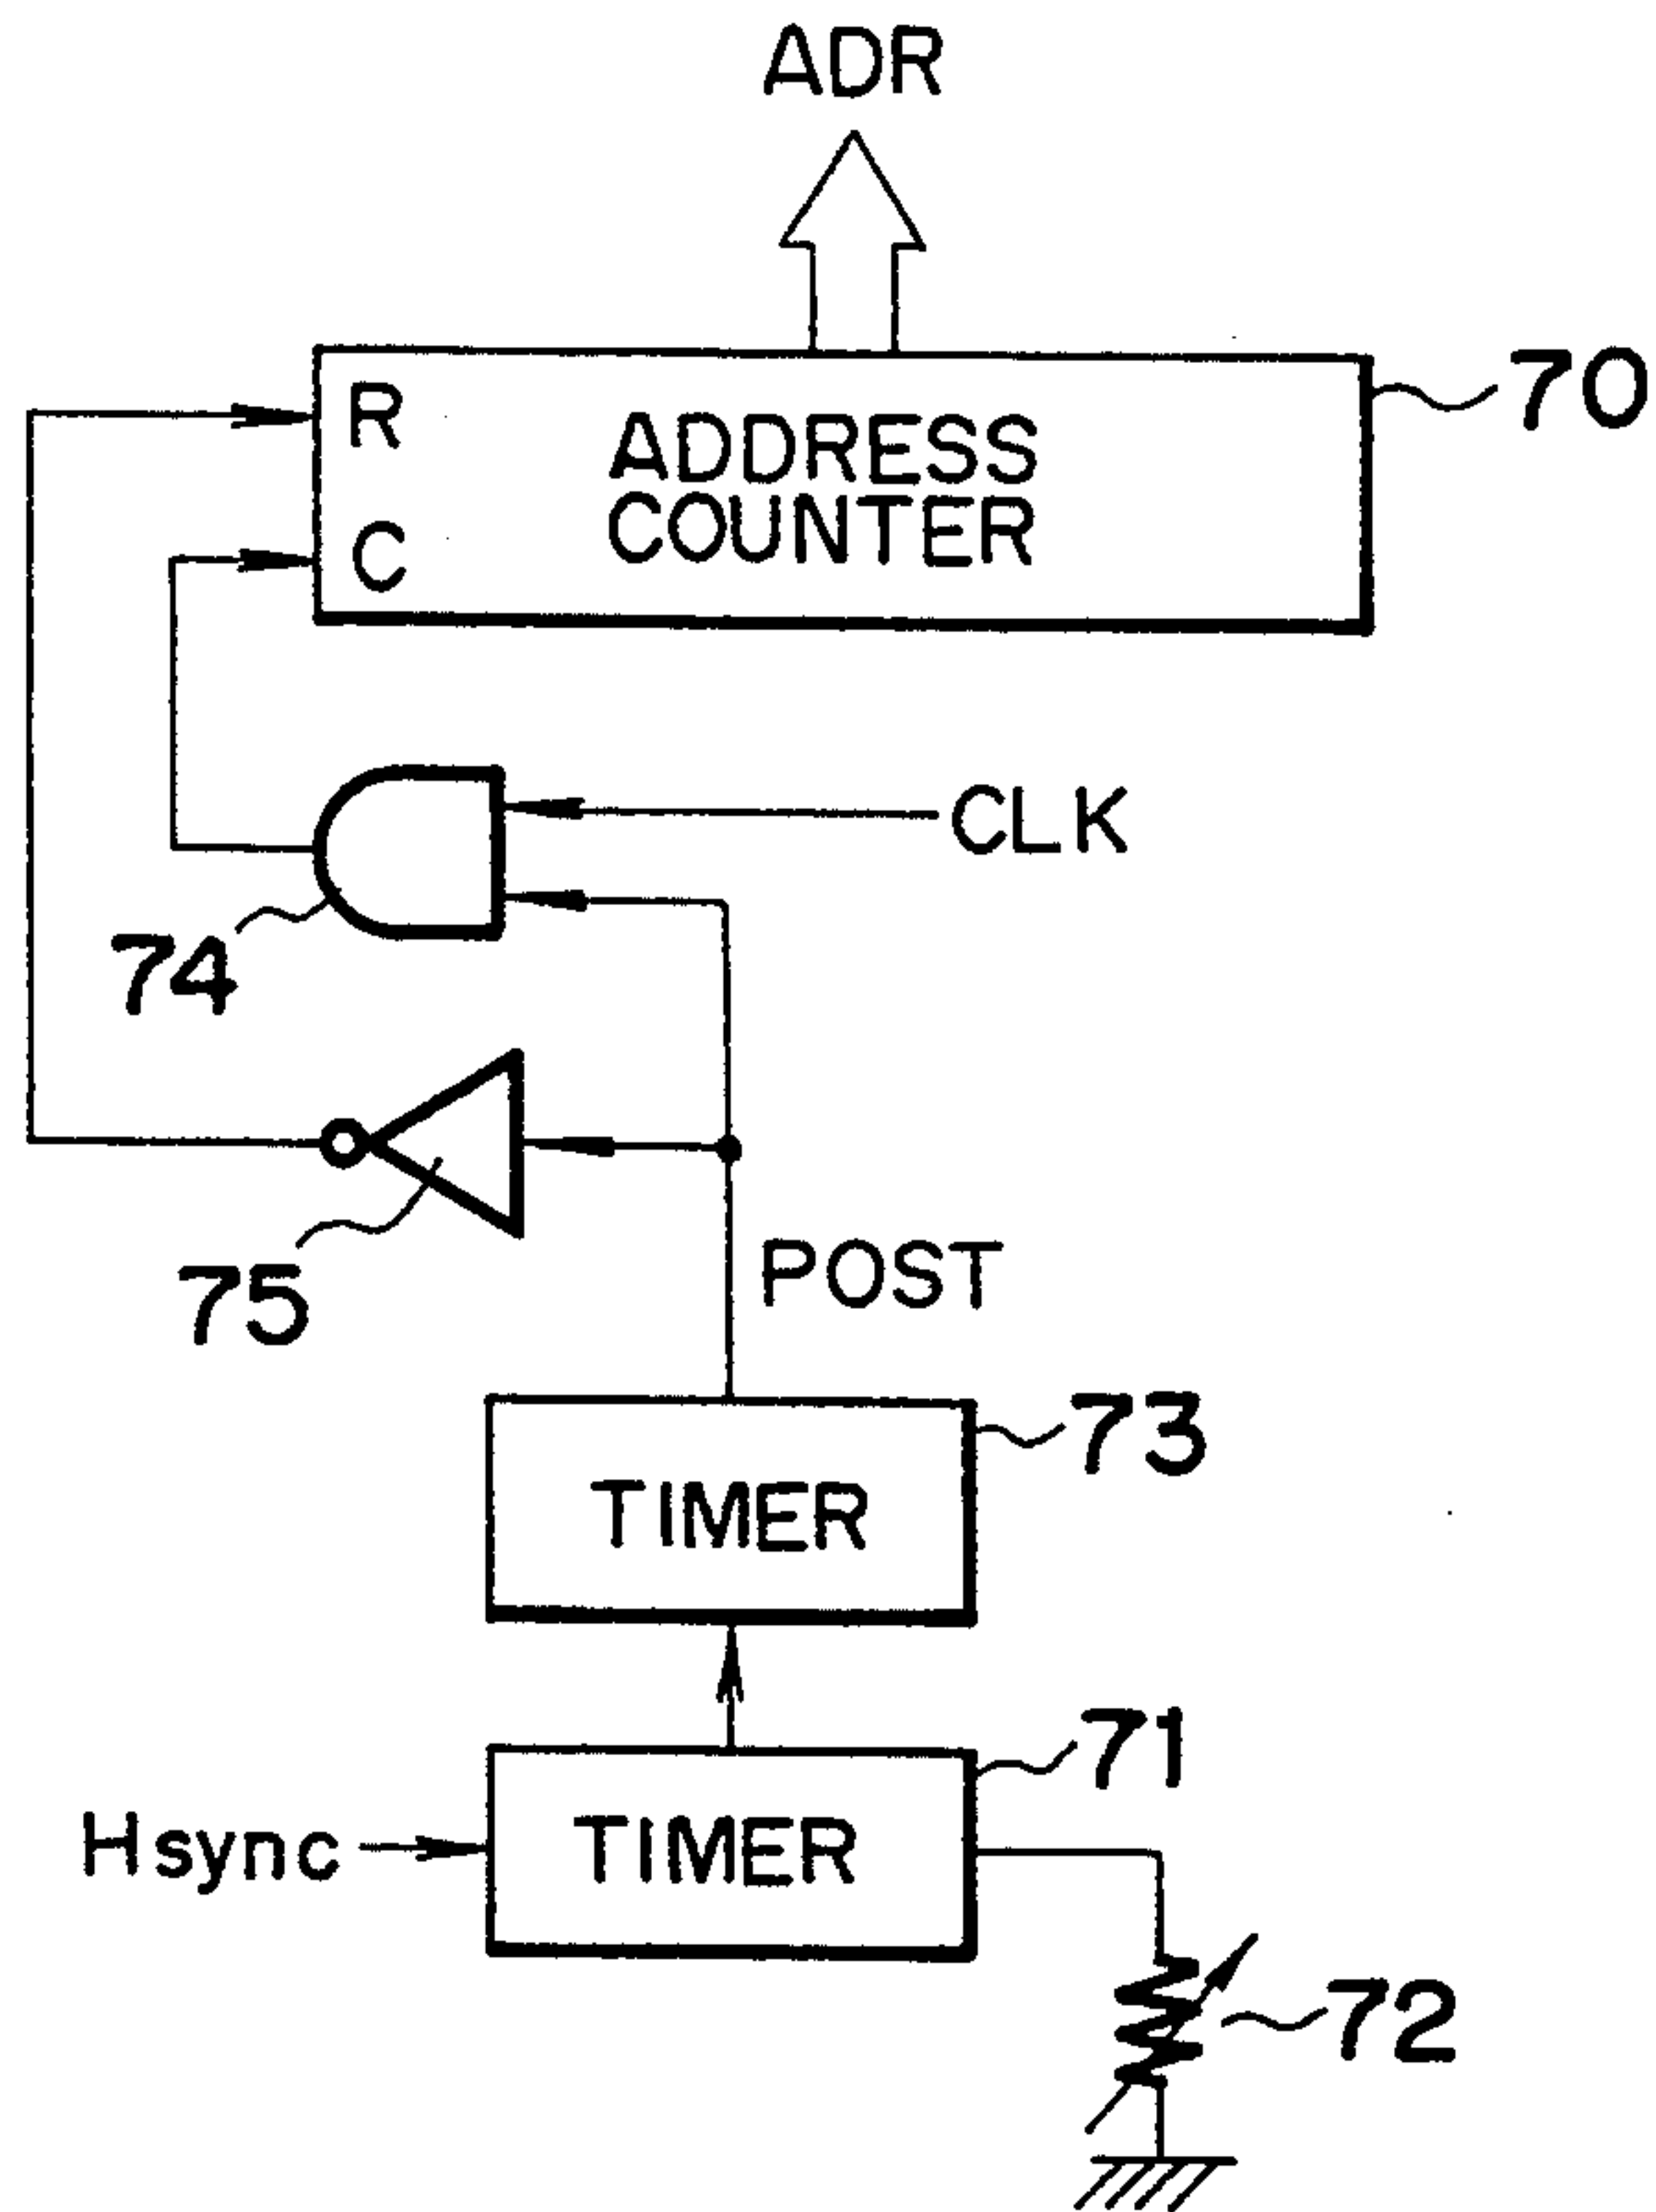 ADR
70
R
ADDRESS
COUNTER
C
CLK
74
75
POST
73
TIMER
71
Hsync
TIMER
72